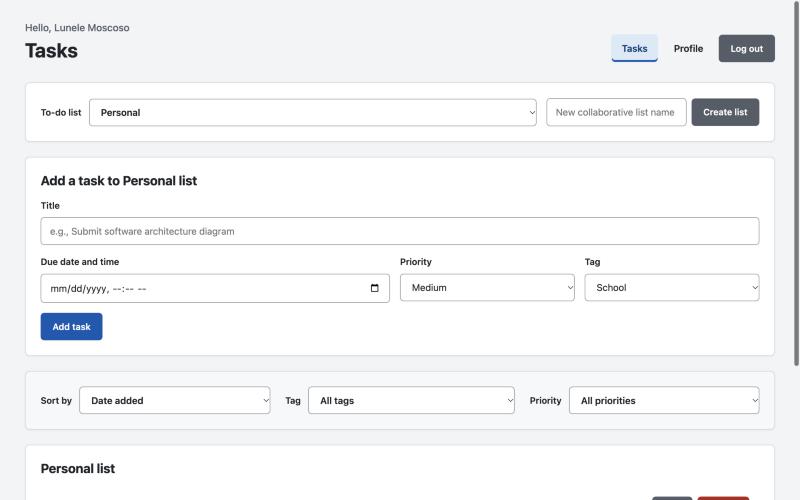 Hello, Lunele Moscoso
Tasks
Tasks Profile Log out
To-do list Personal New collaborative list name Create list
Add a task to Personal list
Title
e.g., Submit software architecture diagram
Due date and time Priority Tag
mm/dd/yyyy, --:-- -- Medium School
Add task
Sort by Date added Tag All tags Priority All priorities
Personal list